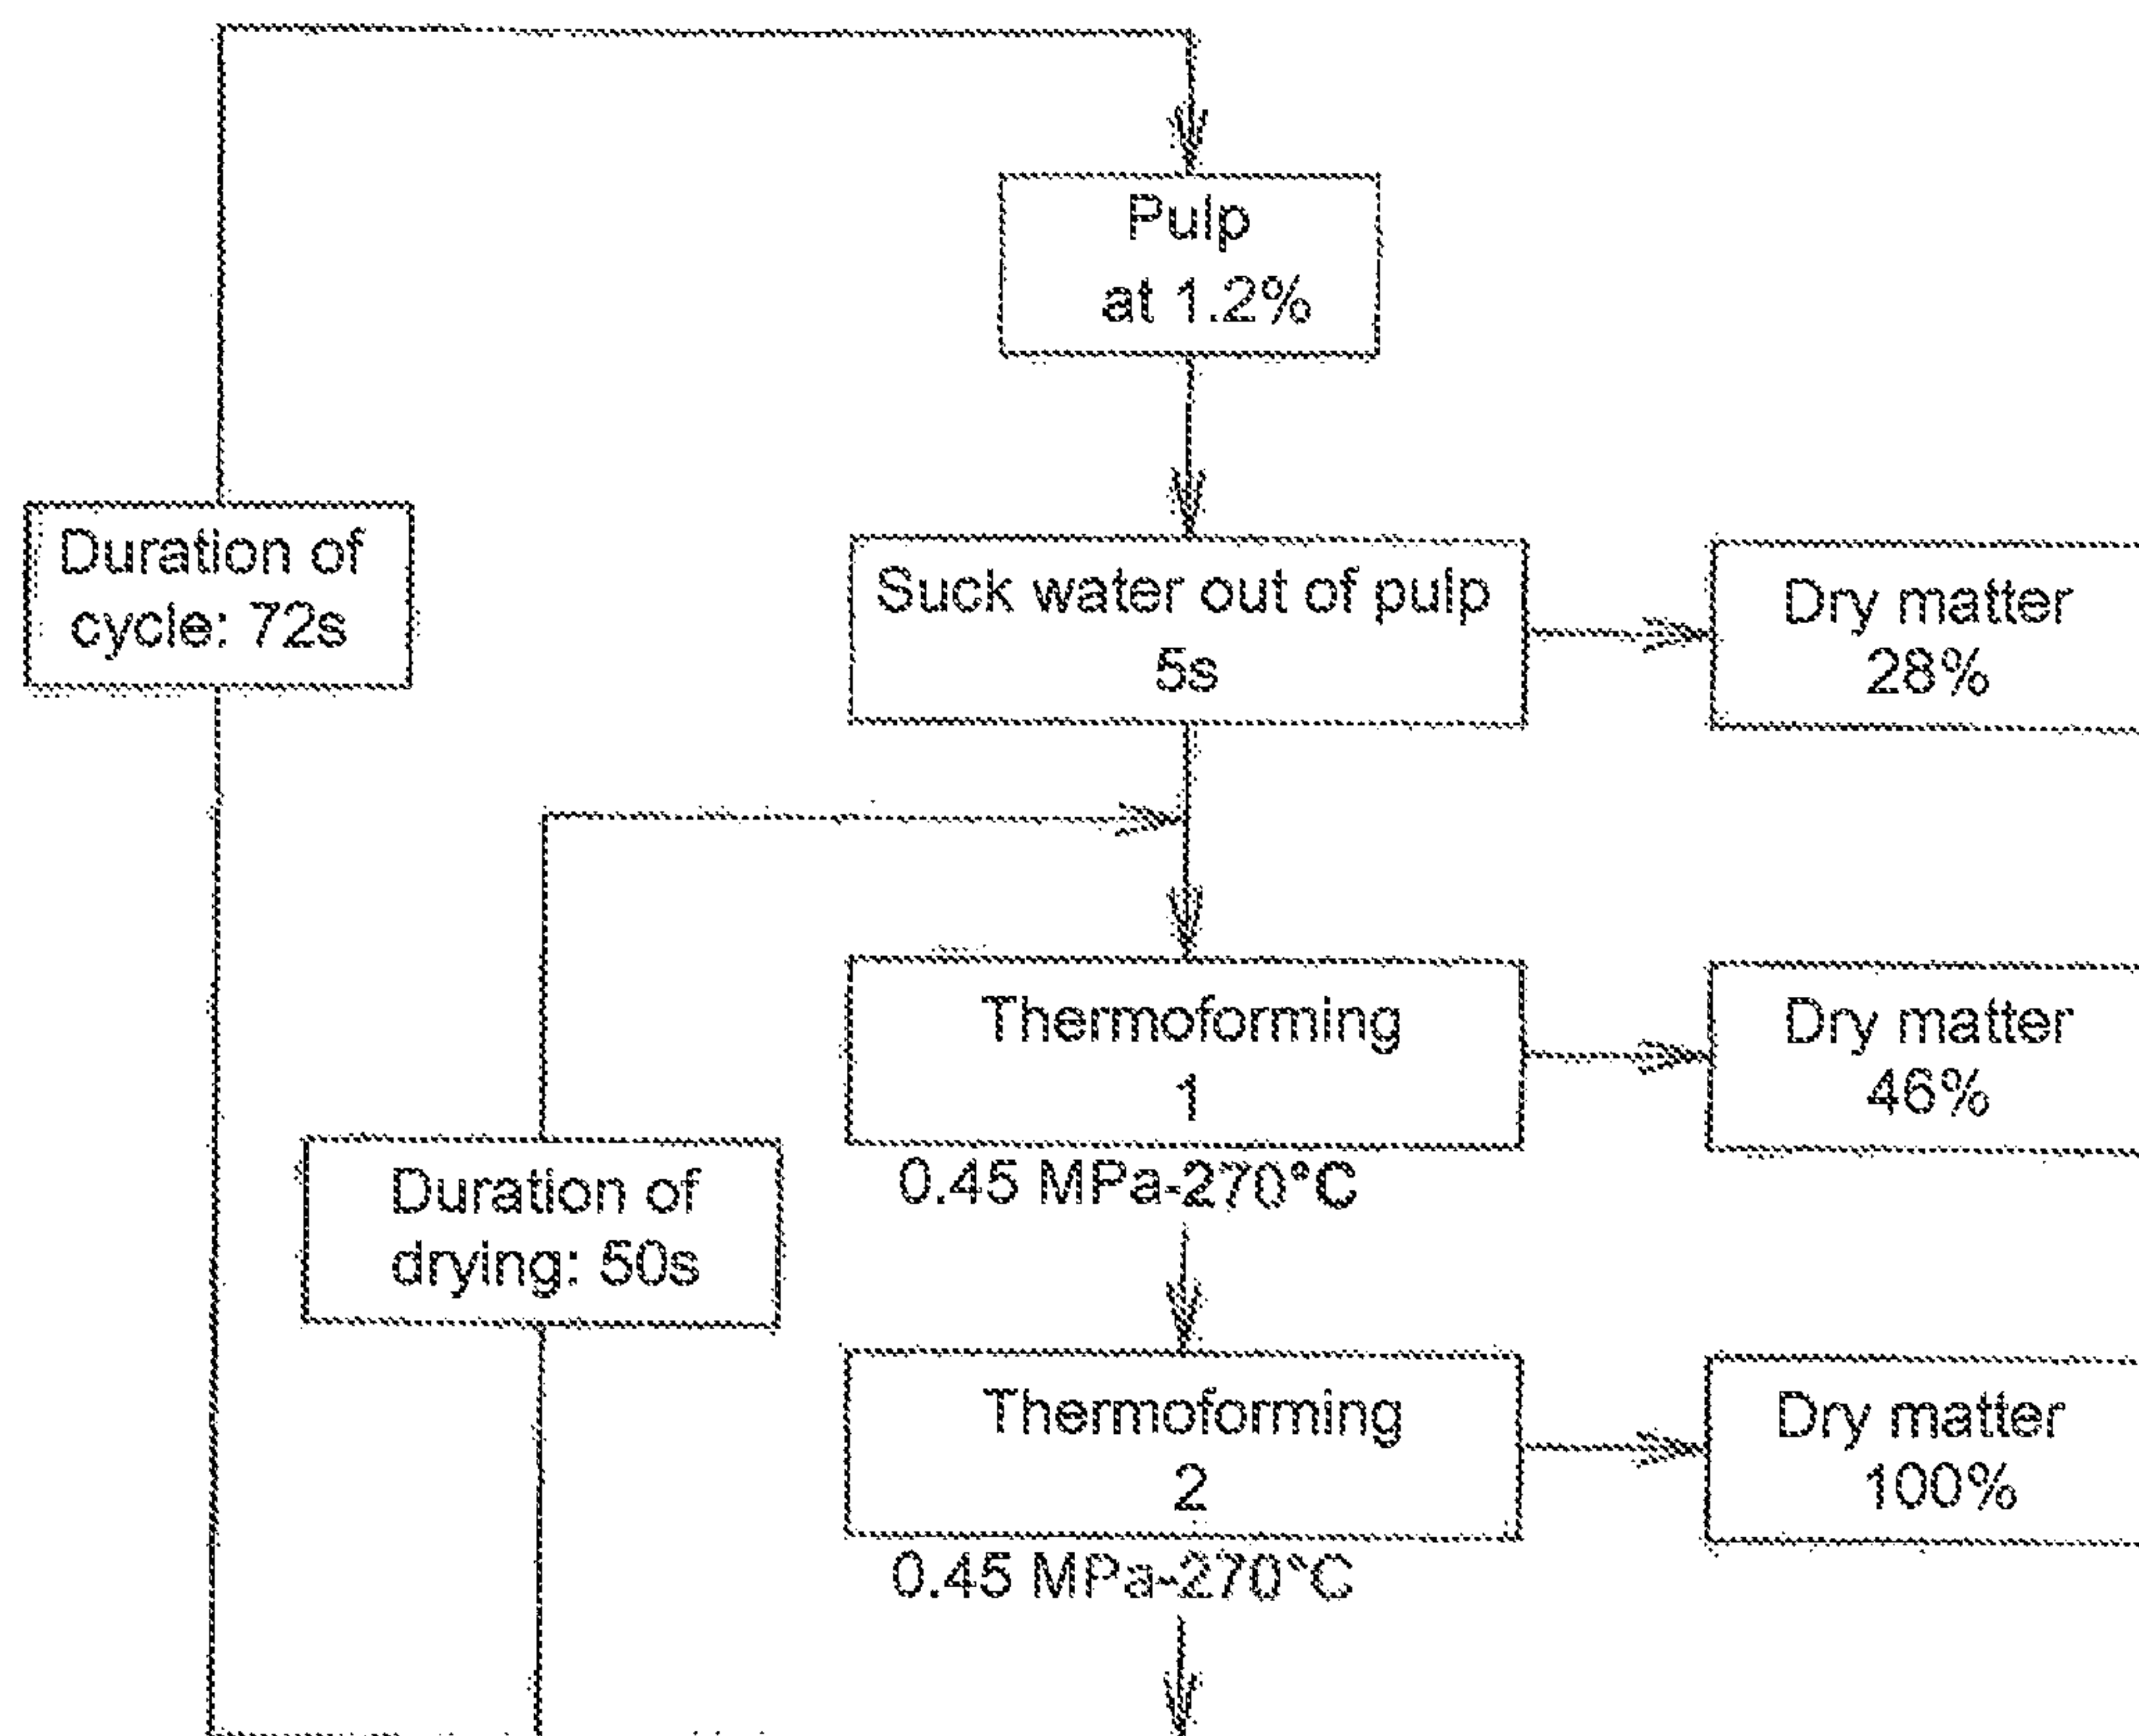 Pulp
at 1.2%
Duration of
cycle: 72s
Suck water out of pulp
5s
Dry matter
28%
Thermoforming
1
0.45 MPa-270°C
Dry matter
46%
Duration of
drying: 50s
Thermoforming
2
0.45 MPa-270°C
Dry matter
100%